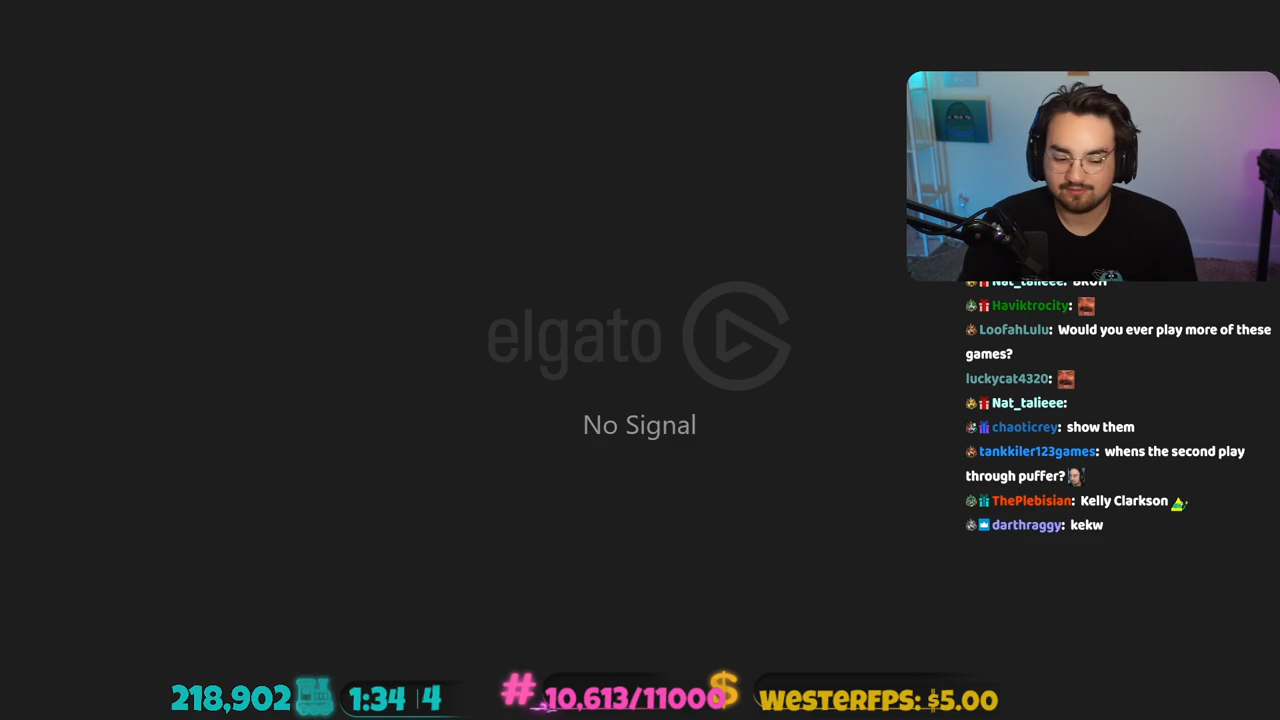 Nat_talieee: BRUH
Haviktrocity:
LoofahLulu: Would you ever play more of these
games?
luckycat4320:
Nat_talieee:
elgato
chaoticrey: show them
No Signal
tankkiler123games: whens the second play
through puffer?
ThePlebisian: Kelly Clarkson
darthraggy: kekw
218,902 1:34 | 4 # 10,613/11000 $ WESTERFPS: $5.00